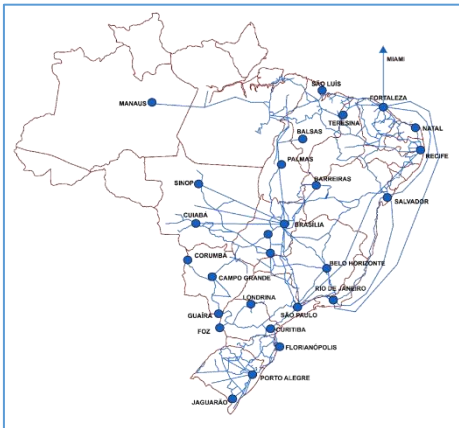 MIAMI
SÃO LUÍS
FORTALEZA
MANAUS
TERESINA
NATAL
BALSAS
RECIFE
PALMAS
SINOP
BARREIRAS
SALVADOR
CUIABÁ
BRASÍLIA
CORUMBÁ
BELO HORIZONTE
CAMPO GRANDE
RIO DE JANEIRO
LONDRINA
GUAÍRA
SÃO PAULO
FOZ
CURITIBA
FLORIANÓPOLIS
PORTO ALEGRE
JAGUARÃO